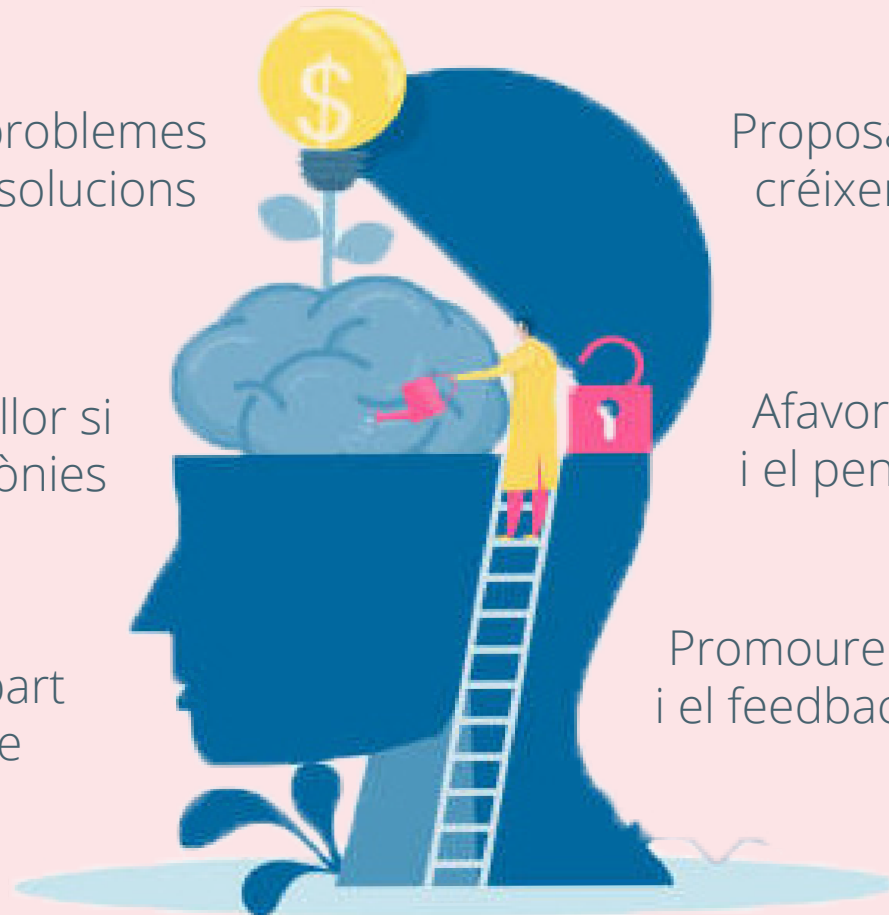 problemes
solucions
llor si
ònies
part
e
Proposa
créixer
Afavor
i el pen
Promoure
i el feedbac
$